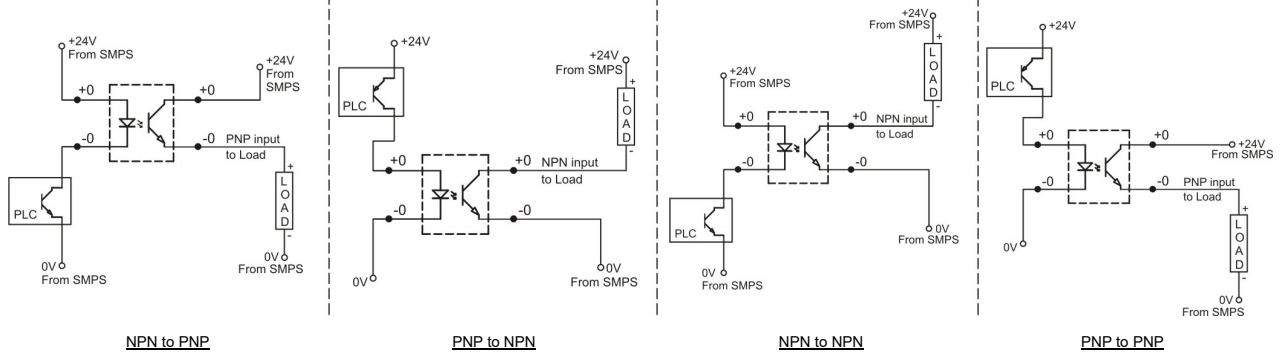 +24V
From SMPS
+24V
From
SMPS
+0
+0
-0
-0
PNP input
to Load
PLC
+
L
O
A
D
-
0V
From SMPS
0V
From SMPS
NPN to PNP
+24V
PLC
+24V
From SMPS
+
L
O
A
D
-
+0
+0
NPN input
to Load
-0
-0
0V
0V
From SMPS
PNP to NPN
+24V
From SMPS
+
L
O
A
D
-
+24V
From SMPS
+0
+0
NPN input
to Load
-0
-0
PLC
0V
From SMPS
0V
From SMPS
NPN to NPN
+24V
PLC
+0
+0
+24V
From SMPS
-0
-0
PNP input
to Load
+
L
O
A
D
-
0V
0V
From SMPS
PNP to PNP